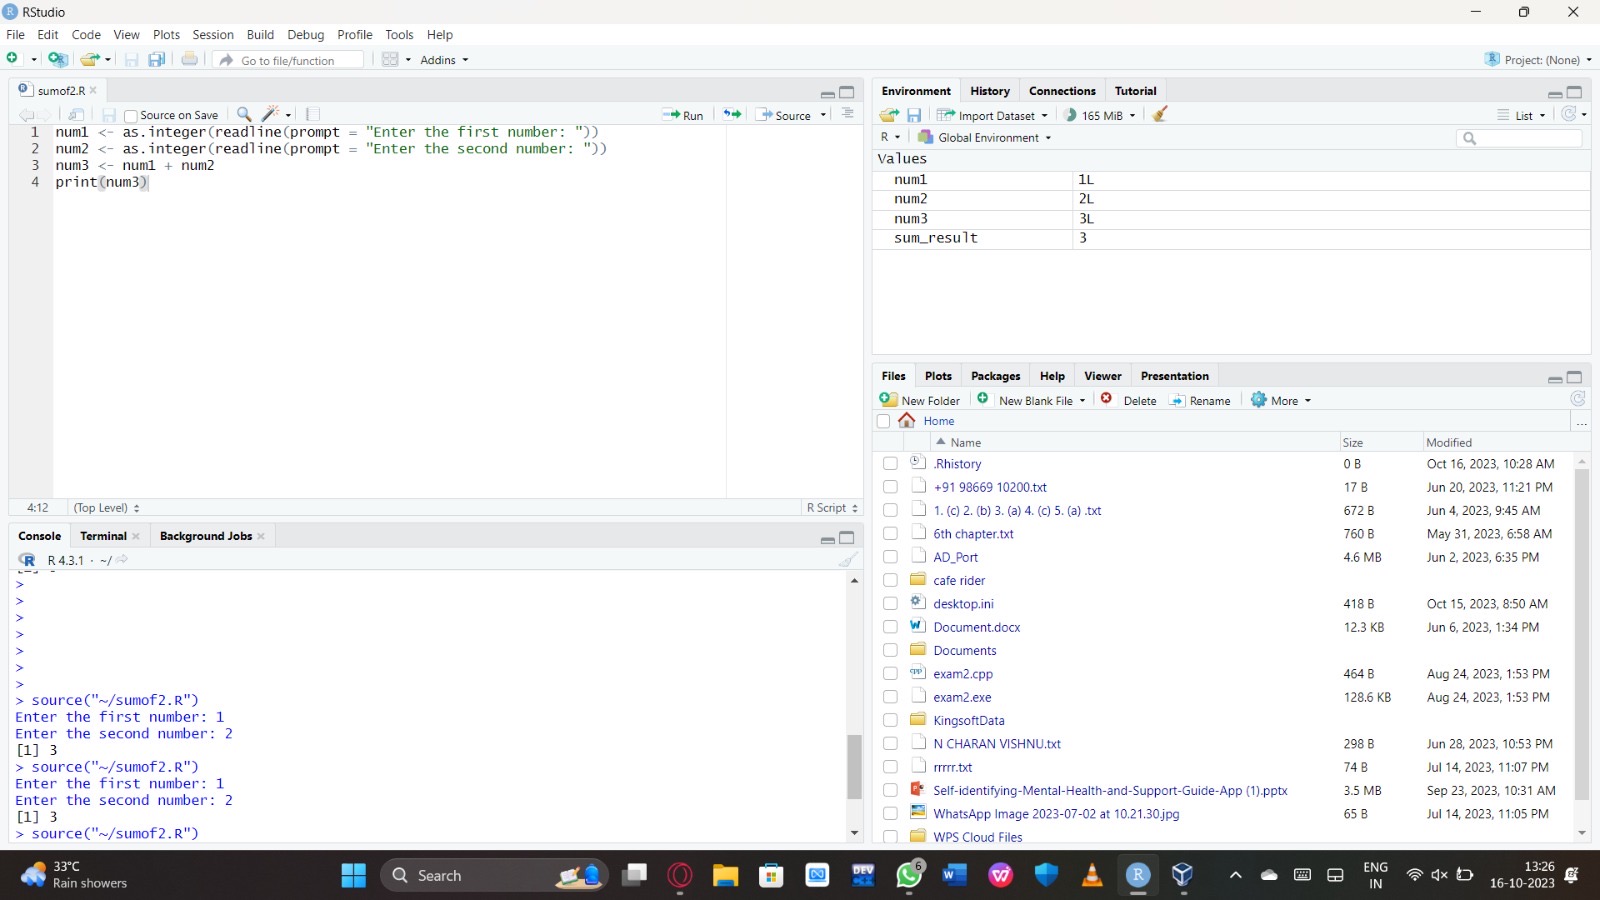 RStudio
File Edit Code View Plots Session Build Debug Profile Tools Help
Go to file/function Addins Project: (None)
sumof2.R
Source on Save Run Source
1 num1 <- as.integer(readline(prompt = "Enter the first number: "))
2 num2 <- as.integer(readline(prompt = "Enter the second number: "))
3 num3 <- num1 + num2
4 print(num3)
4:12 (Top Level) R Script
Console Terminal Background Jobs
R 4.3.1 · ~/
>
>
>
>
>
>
>
> source("~/sumof2.R")
Enter the first number: 1
Enter the second number: 2
[1] 3
> source("~/sumof2.R")
Enter the first number: 1
Enter the second number: 2
[1] 3
> source("~/sumof2.R")
Environment History Connections Tutorial
Import Dataset 165 MiB List
R Global Environment
Values
num1 1L
num2 2L
num3 3L
sum_result 3
Files Plots Packages Help Viewer Presentation
New Folder New Blank File Delete Rename More
Home ...
Name Size Modified
.Rhistory 0 B Oct 16, 2023, 10:28 AM
+91 98669 10200.txt 17 B Jun 20, 2023, 11:21 PM
1. (c) 2. (b) 3. (a) 4. (c) 5. (a) .txt 672 B Jun 4, 2023, 9:45 AM
6th chapter.txt 760 B May 31, 2023, 6:58 AM
AD_Port 4.6 MB Jun 2, 2023, 6:35 PM
cafe rider
desktop.ini 418 B Oct 15, 2023, 8:50 AM
Document.docx 12.3 KB Jun 6, 2023, 1:34 PM
Documents
exam2.cpp 464 B Aug 24, 2023, 1:53 PM
exam2.exe 128.6 KB Aug 24, 2023, 1:53 PM
KingsoftData
N CHARAN VISHNU.txt 298 B Jun 28, 2023, 10:53 PM
rrrrr.txt 74 B Jul 14, 2023, 11:07 PM
Self-identifying-Mental-Health-and-Support-Guide-App (1).pptx 3.5 MB Sep 23, 2023, 10:31 AM
WhatsApp Image 2023-07-02 at 10.21.30.jpg 65 B Jul 14, 2023, 11:05 PM
WPS Cloud Files
33°C
Rain showers
Search
DEV
6
ENG
IN
13:26
16-10-2023